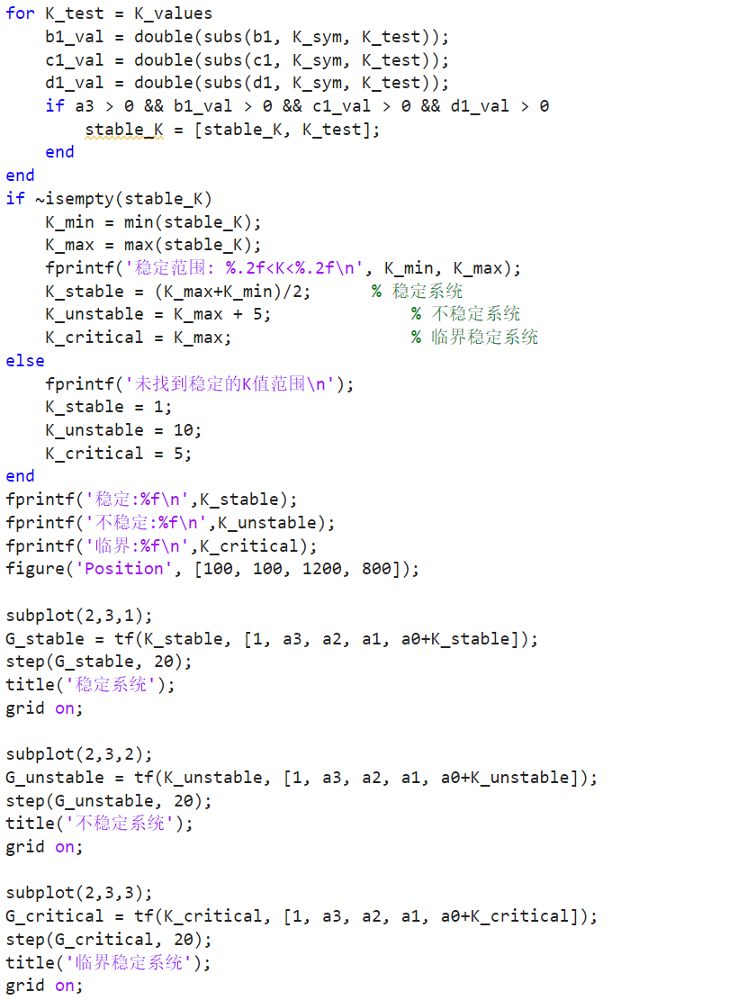 for K_test = K_values
    b1_val = double(subs(b1, K_sym, K_test));
    c1_val = double(subs(c1, K_sym, K_test));
    d1_val = double(subs(d1, K_sym, K_test));
    if a3 > 0 && b1_val > 0 && c1_val > 0 && d1_val > 0
        stable_K = [stable_K, K_test];
    end
end
if ~isempty(stable_K)
    K_min = min(stable_K);
    K_max = max(stable_K);
    fprintf('稳定范围: %.2f<K<%.2f\n', K_min, K_max);
    K_stable = (K_max+K_min)/2;      % 稳定系统
    K_unstable = K_max + 5;              % 不稳定系统
    K_critical = K_max;                  % 临界稳定系统
else
    fprintf('未找到稳定的K值范围\n');
    K_stable = 1;
    K_unstable = 10;
    K_critical = 5;
end
fprintf('稳定:%f\n',K_stable);
fprintf('不稳定:%f\n',K_unstable);
fprintf('临界:%f\n',K_critical);
figure('Position', [100, 100, 1200, 800]);

subplot(2,3,1);
G_stable = tf(K_stable, [1, a3, a2, a1, a0+K_stable]);
step(G_stable, 20);
title('稳定系统');
grid on;

subplot(2,3,2);
G_unstable = tf(K_unstable, [1, a3, a2, a1, a0+K_unstable]);
step(G_unstable, 20);
title('不稳定系统');
grid on;

subplot(2,3,3);
G_critical = tf(K_critical, [1, a3, a2, a1, a0+K_critical]);
step(G_critical, 20);
title('临界稳定系统');
grid on;